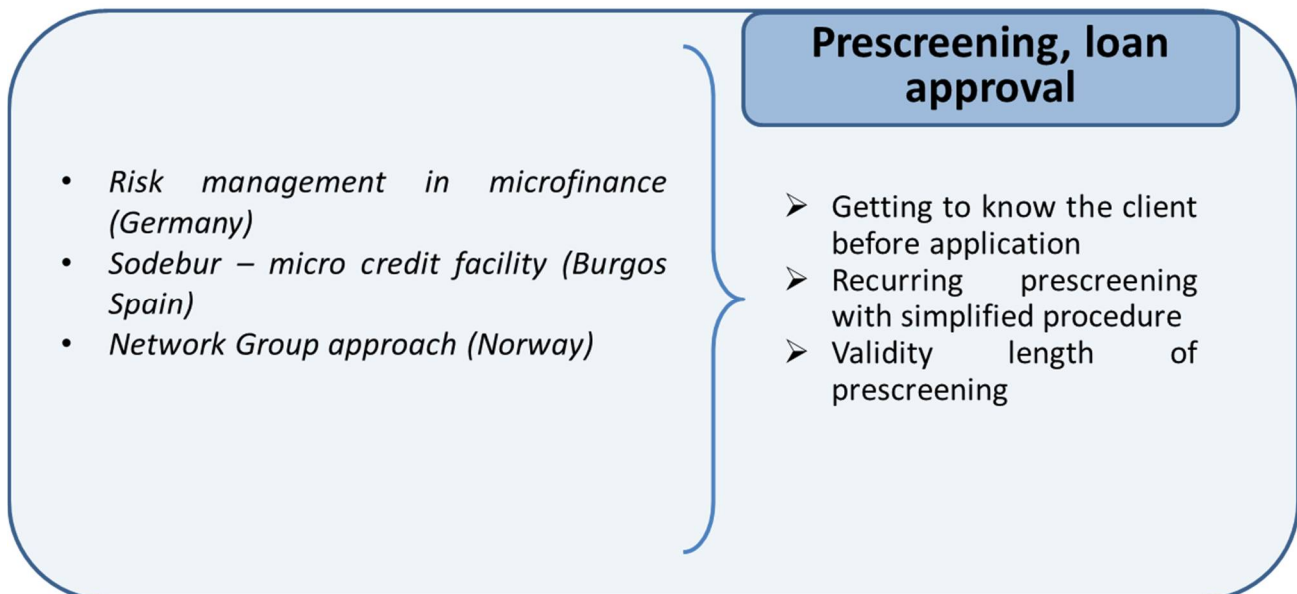 Prescreening, loan
approval
• Risk management in microfinance
(Germany)
• Sodebur – micro credit facility (Burgos
Spain)
• Network Group approach (Norway)
➢ Getting to know the client
before application
➢ Recurring prescreening
with simplified procedure
➢ Validity length of
prescreening